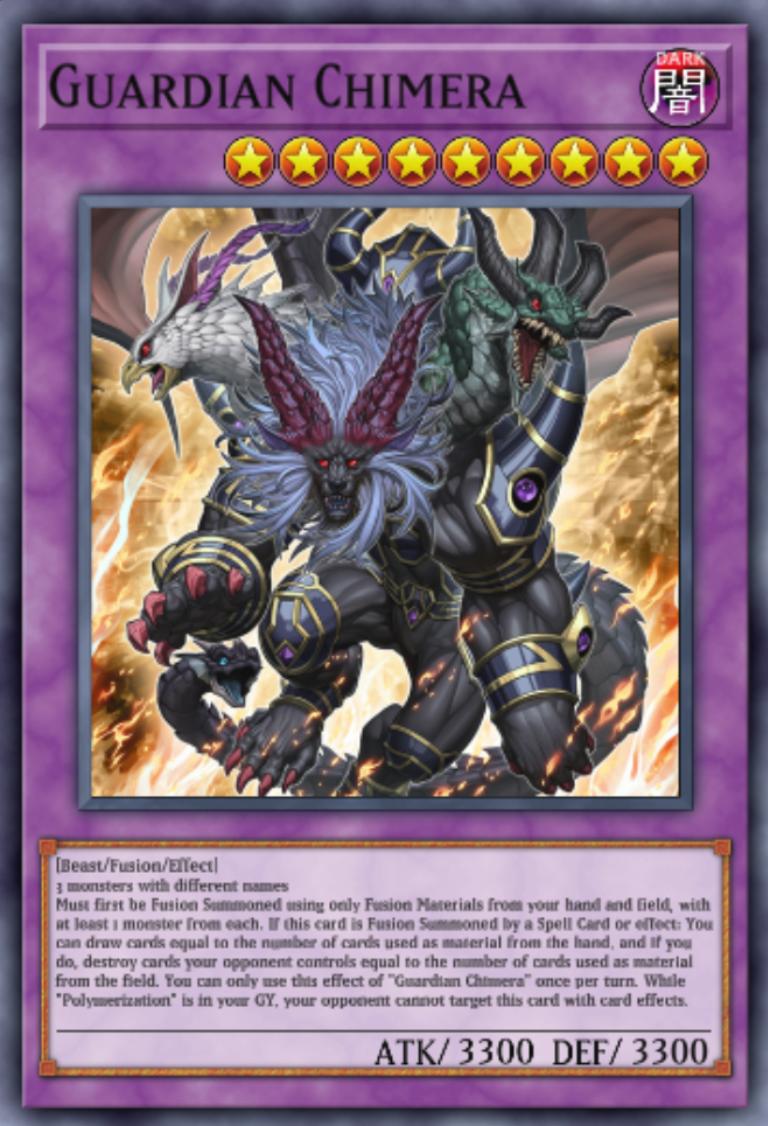 GUARDIAN CHIMERA
DARK
闇
[Beast/Fusion/Effect]
3 monsters with different names
Must first be Fusion Summoned using only Fusion Materials from your hand and field, with
at least 1 monster from each. If this card is Fusion Summoned by a Spell Card or effect: You
can draw cards equal to the number of cards used as material from the hand, and if you
do, destroy cards your opponent controls equal to the number of cards used as material
from the field. You can only use this effect of "Guardian Chimera" once per turn. While
"Polymerization" is in your GY, your opponent cannot target this card with card effects.
ATK/ 3300 DEF/ 3300